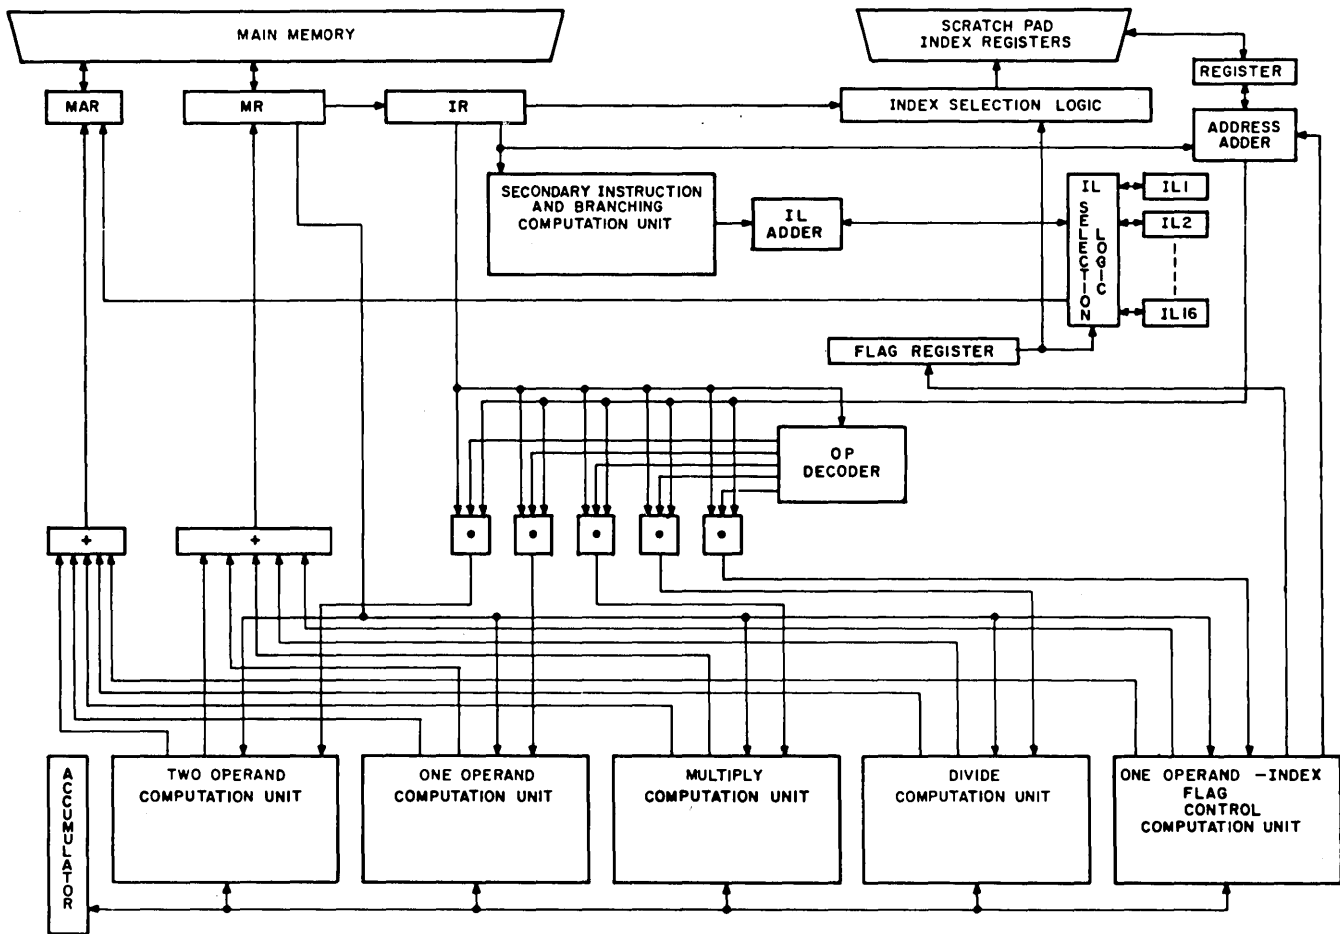 MAIN MEMORY
SCRATCH PAD
INDEX REGISTERS
MAR
MR
IR
INDEX SELECTION LOGIC
REGISTER
ADDRESS
ADDER
SECONDARY INSTRUCTION
AND BRANCHING
COMPUTATION UNIT
IL
ADDER
IL
SELECTION
LOGIC
IL1
IL2
IL16
FLAG REGISTER
OP
DECODER
+
+
ACCUMULATOR
TWO OPERAND
COMPUTATION UNIT
ONE OPERAND
COMPUTATION UNIT
MULTIPLY
COMPUTATION UNIT
DIVIDE
COMPUTATION UNIT
ONE OPERAND -INDEX
FLAG
CONTROL
COMPUTATION UNIT